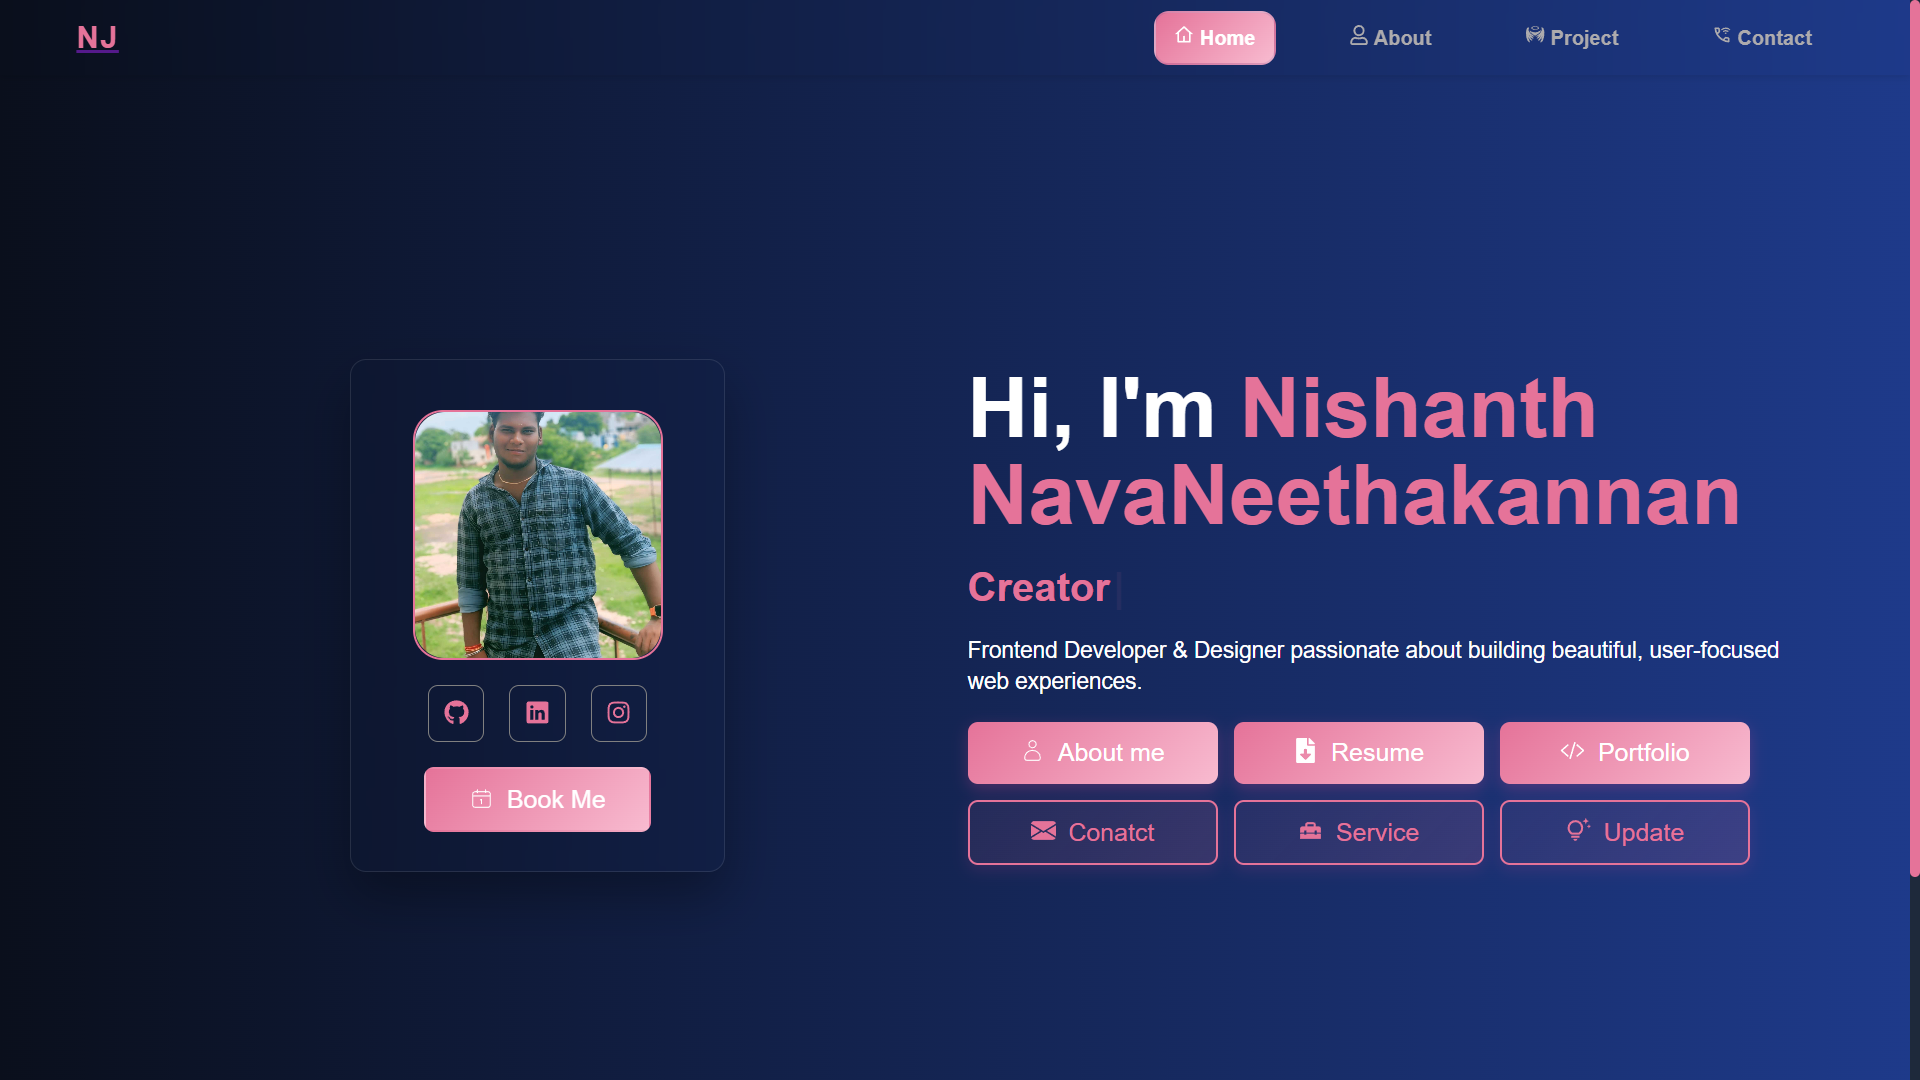 NJ
Home
About
Project
Contact
Hi, I'm Nishanth
NavaNeethakannan
Creator
Frontend Developer & Designer passionate about building beautiful, user-focused
web experiences.
About me
Resume
Portfolio
Book Me
Conatct
Service
Update